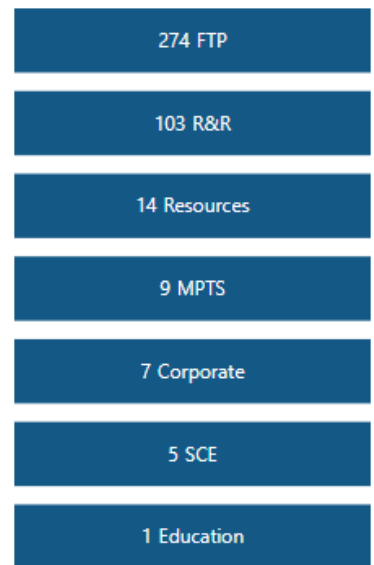 274 FTP
103 R&R
14 Resources
9 MPTS
7 Corporate
5 SCE
1 Education